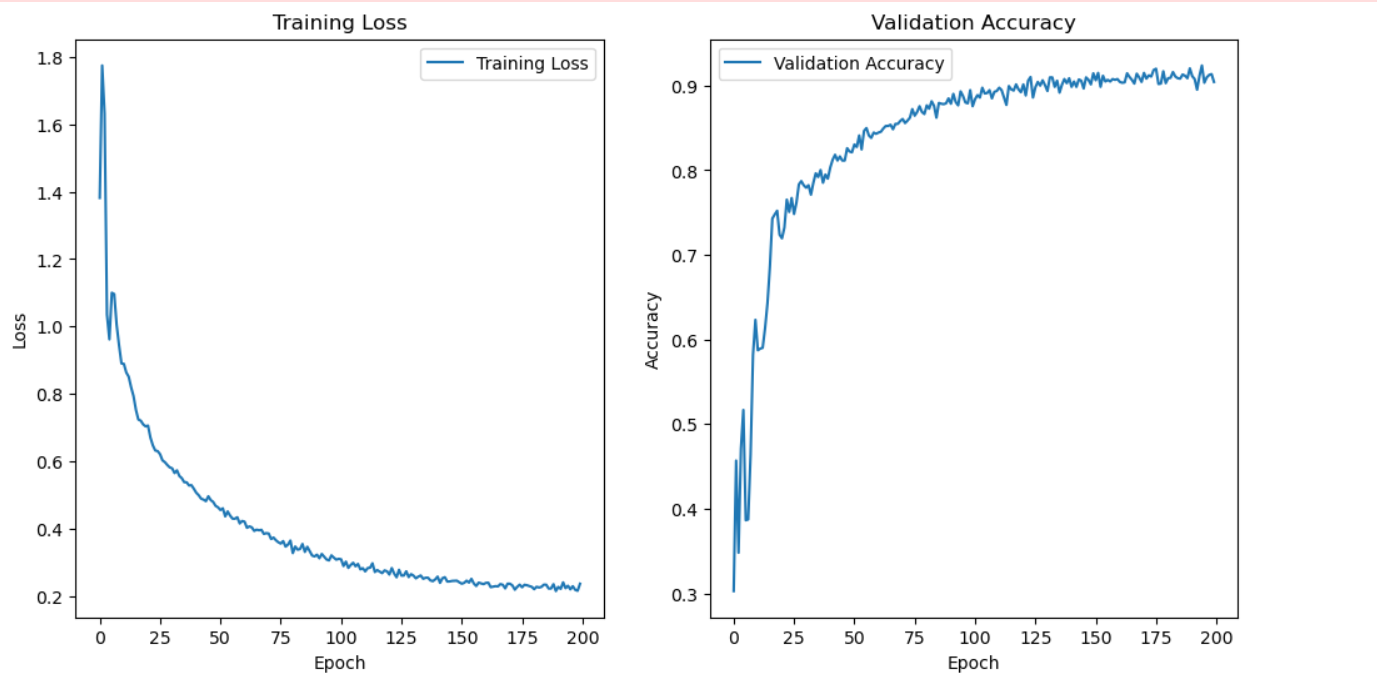 Training Loss
Training Loss
1.8
1.6
1.4
1.2
1.0
0.8
0.6
0.4
0.2
Loss
0 25 50 75 100 125 150 175 200
Epoch
Validation Accuracy
Validation Accuracy
0.9
0.8
0.7
0.6
0.5
0.4
0.3
Accuracy
0 25 50 75 100 125 150 175 200
Epoch